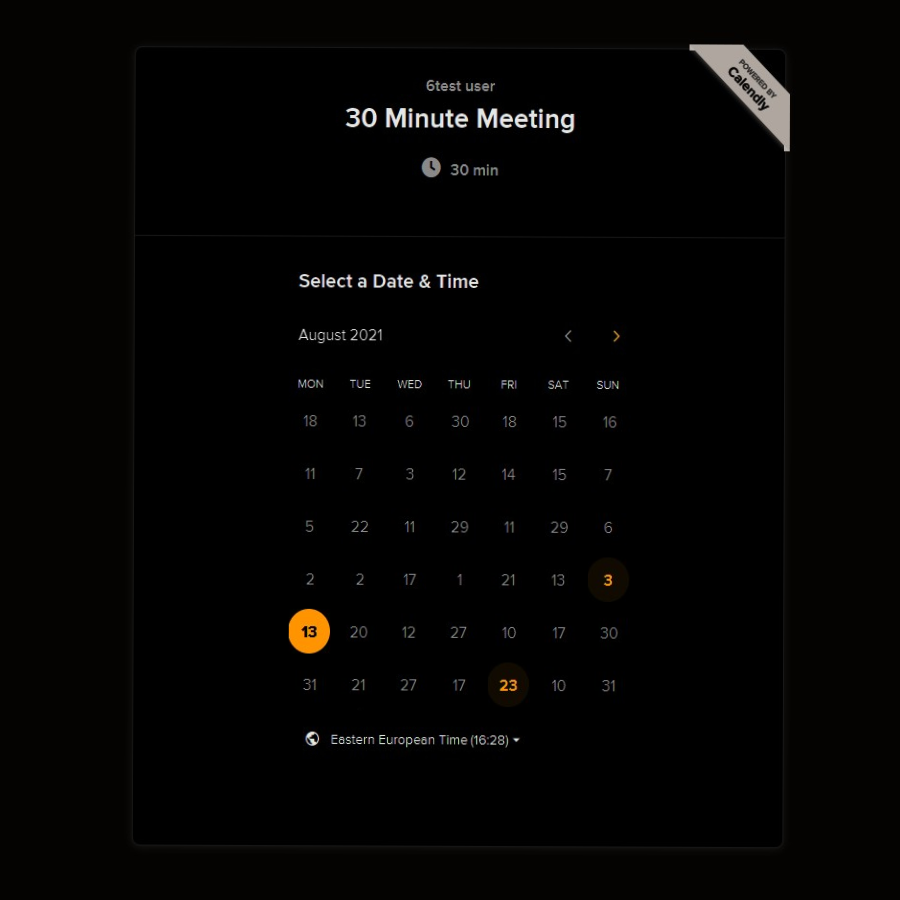 6test user
POWERED BY
Calendly
30 Minute Meeting
30 min
Select a Date & Time
August 2021
MON TUE WED THU FRI SAT SUN
18 13 6 30 18 15 16
11 7 3 12 14 15 7
5 22 11 29 11 29 6
2 2 17 1 21 13 3
13 20 12 27 10 17 30
31 21 27 17 23 10 31
Eastern European Time (16:28)